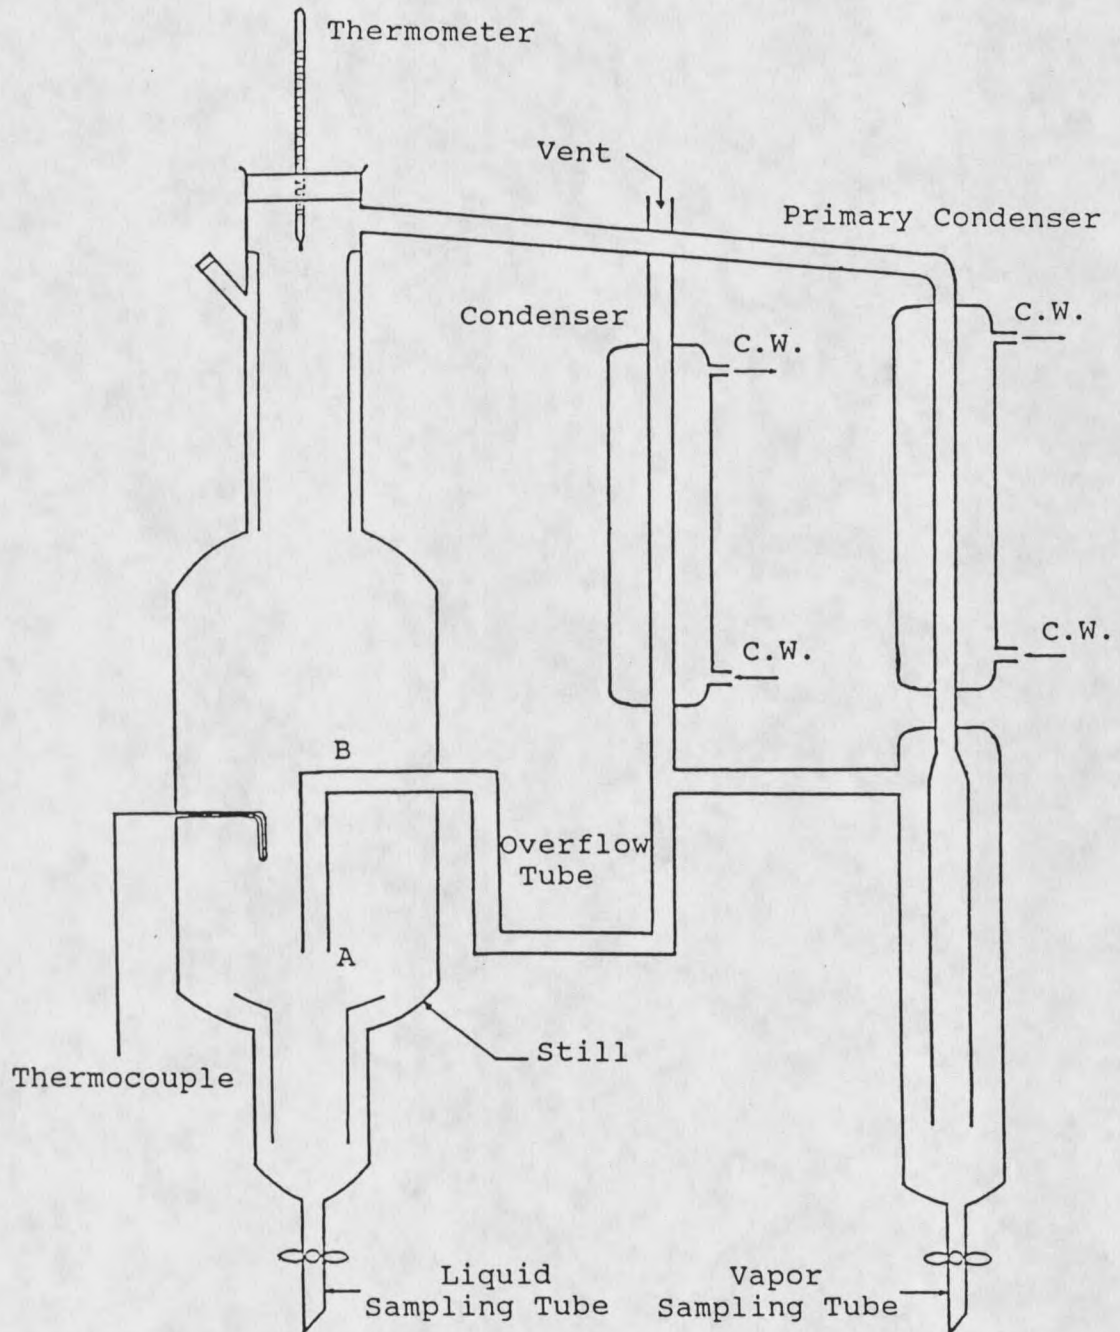 Thermometer
Vent
Primary Condenser
Condenser
C.W.
C.W.
C.W.
C.W.
B
Overflow
Tube
A
Still
Thermocouple
Liquid
Sampling Tube
Vapor
Sampling Tube